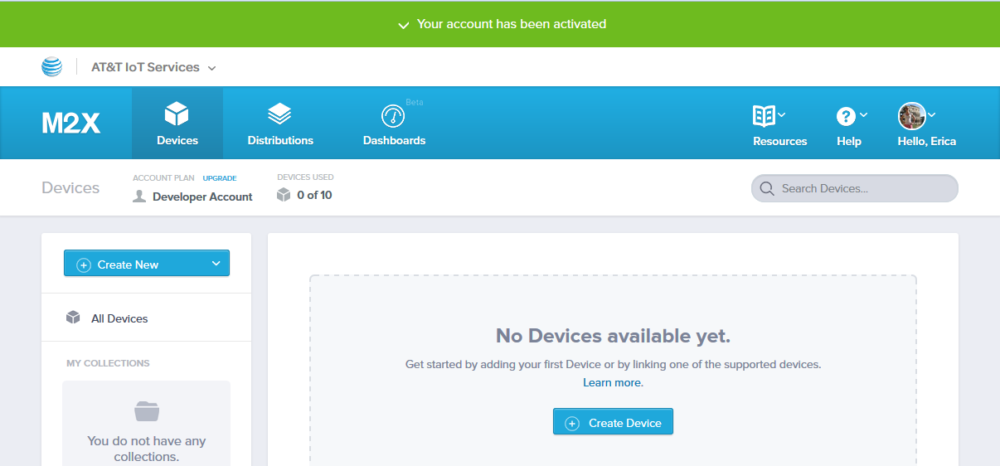 Your account has been activated
AT&T IoT Services
M2X
Devices
Distributions
Beta
Dashboards
Resources
?
Help
Hello, Erica
Devices
ACCOUNT PLAN UPGRADE
Developer Account
DEVICES USED
0 of 10
Search Devices...
Create New
All Devices
MY COLLECTIONS
You do not have any
collections.
No Devices available yet.
Get started by adding your first Device or by linking one of the supported devices.
Learn more.
Create Device